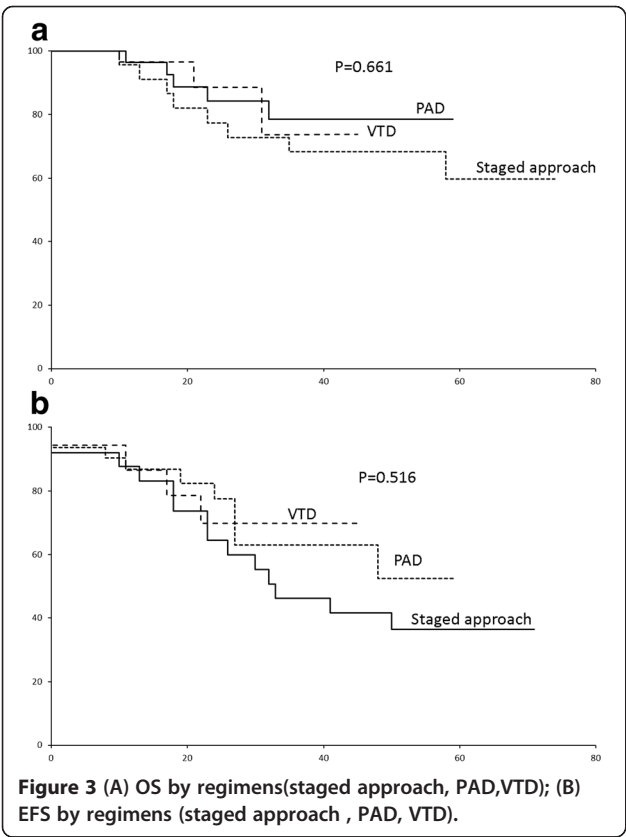 a
100
80
60
40
20
0
0 20 40 60 80
P=0.661
PAD
VTD
Staged approach
b
100
80
60
40
20
0
0 20 40 60 80
P=0.516
VTD
PAD
Staged approach
Figure 3 (A) OS by regimens(staged approach, PAD,VTD); (B)
EFS by regimens (staged approach , PAD, VTD).